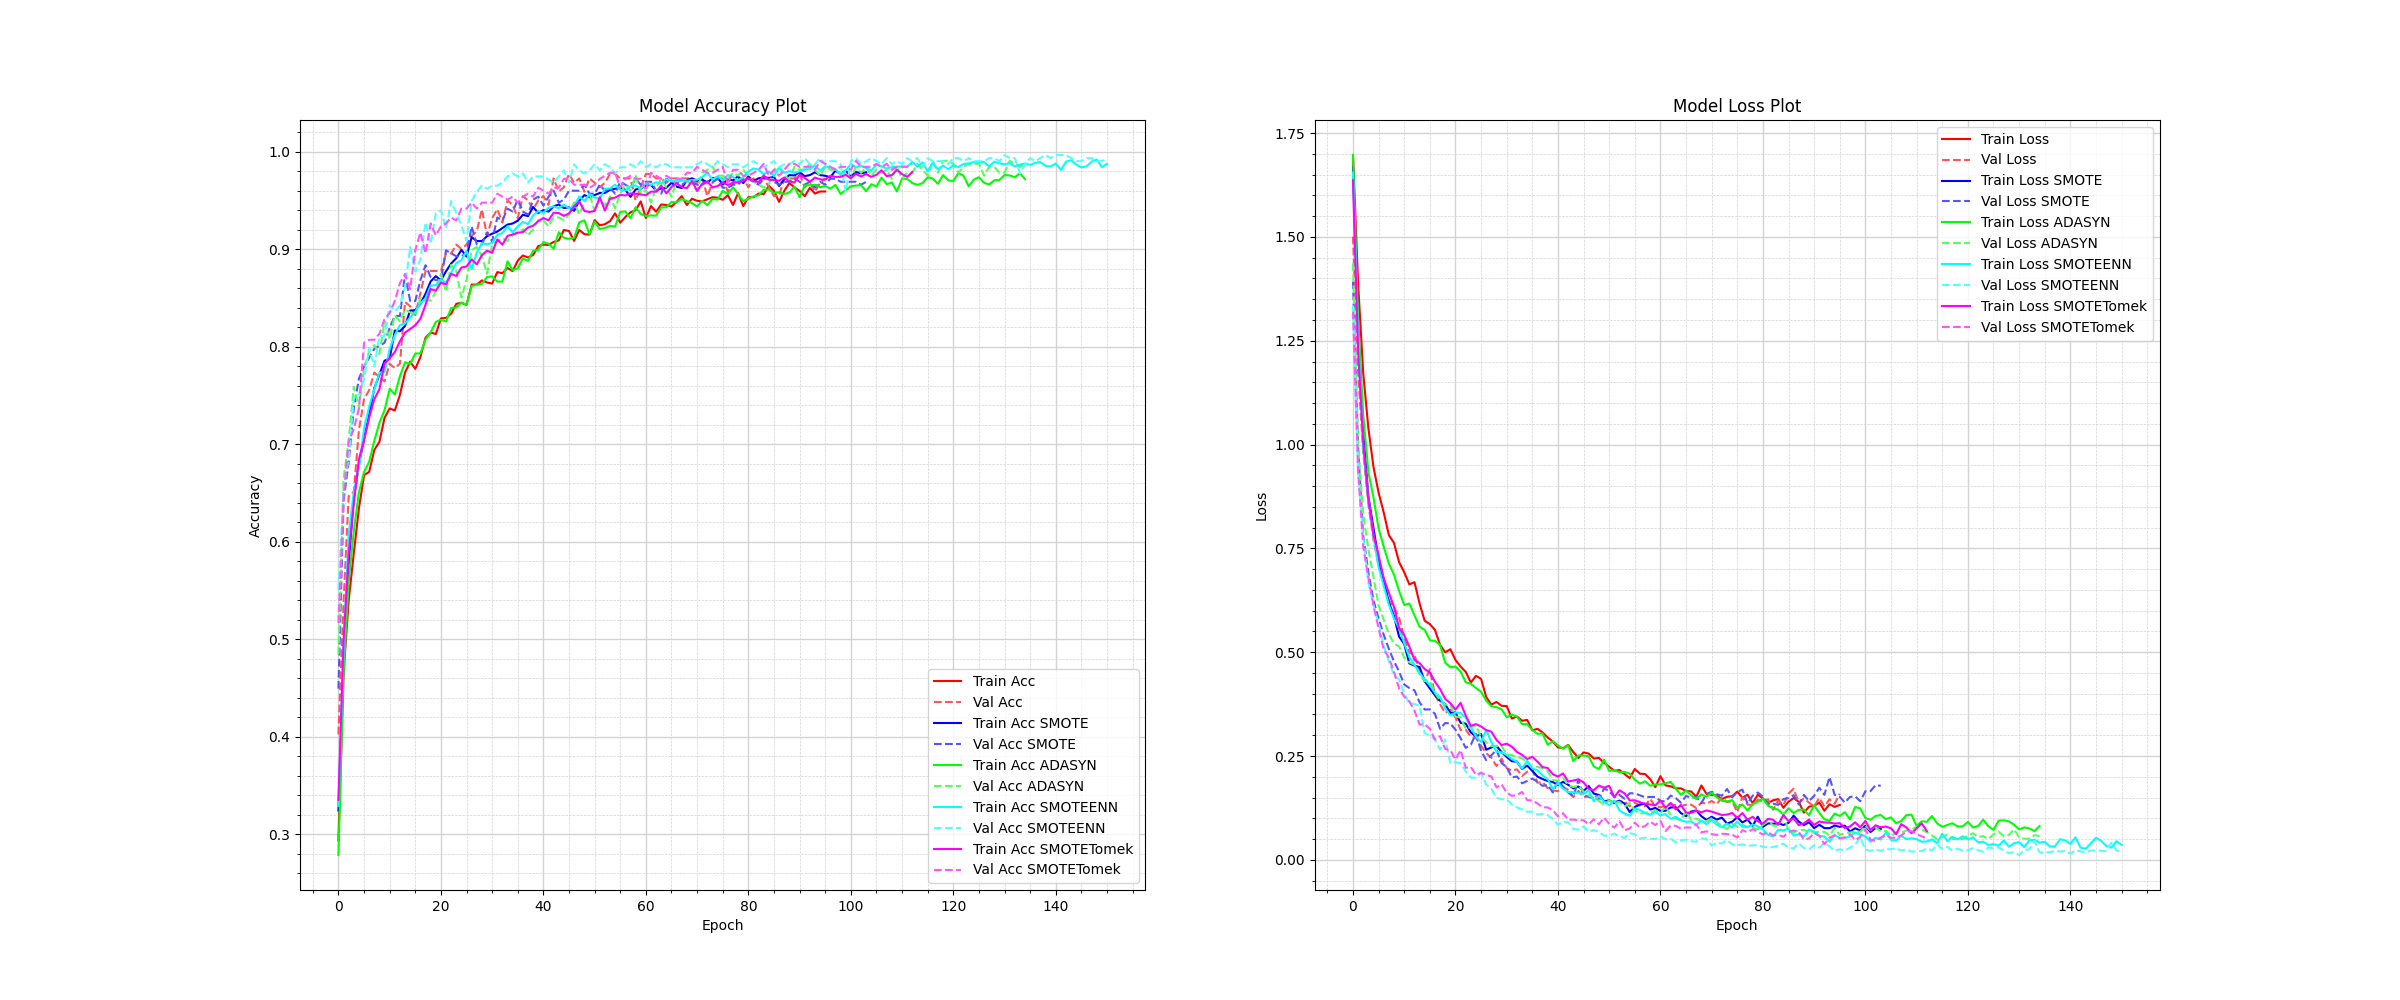 Model Accuracy Plot
1.0
0.9
0.8
0.7
0.6
0.5
0.4
0.3
Accuracy
0
20
40
60
80
100
120
140
Epoch
Train Acc
Val Acc
Train Acc SMOTE
Val Acc SMOTE
Train Acc ADASYN
Val Acc ADASYN
Train Acc SMOTEENN
Val Acc SMOTEENN
Train Acc SMOTETomek
Val Acc SMOTETomek
Model Loss Plot
1.75
1.50
1.25
1.00
0.75
0.50
0.25
0.00
Loss
0
20
40
60
80
100
120
140
Epoch
Train Loss
Val Loss
Train Loss SMOTE
Val Loss SMOTE
Train Loss ADASYN
Val Loss ADASYN
Train Loss SMOTEENN
Val Loss SMOTEENN
Train Loss SMOTETomek
Val Loss SMOTETomek